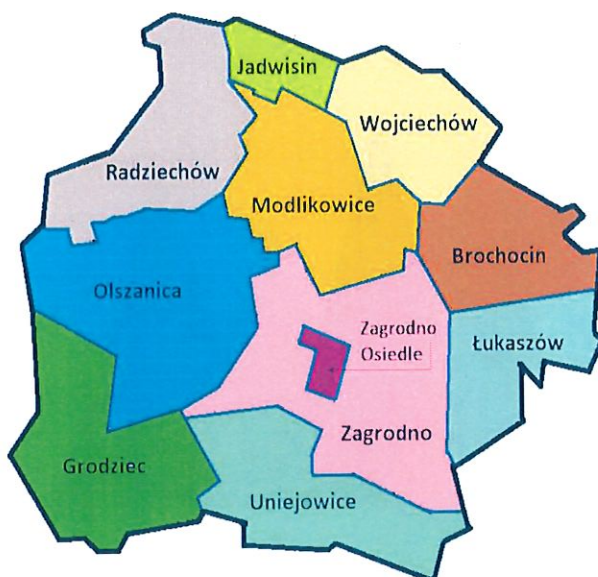 Jadwisin
Wojciechów
Radziechów
Modlikowice
Brochocin
Olszanica
Zagrodno
Osiedle
Łukaszów
Zagrodno
Grodziec
Uniejowice